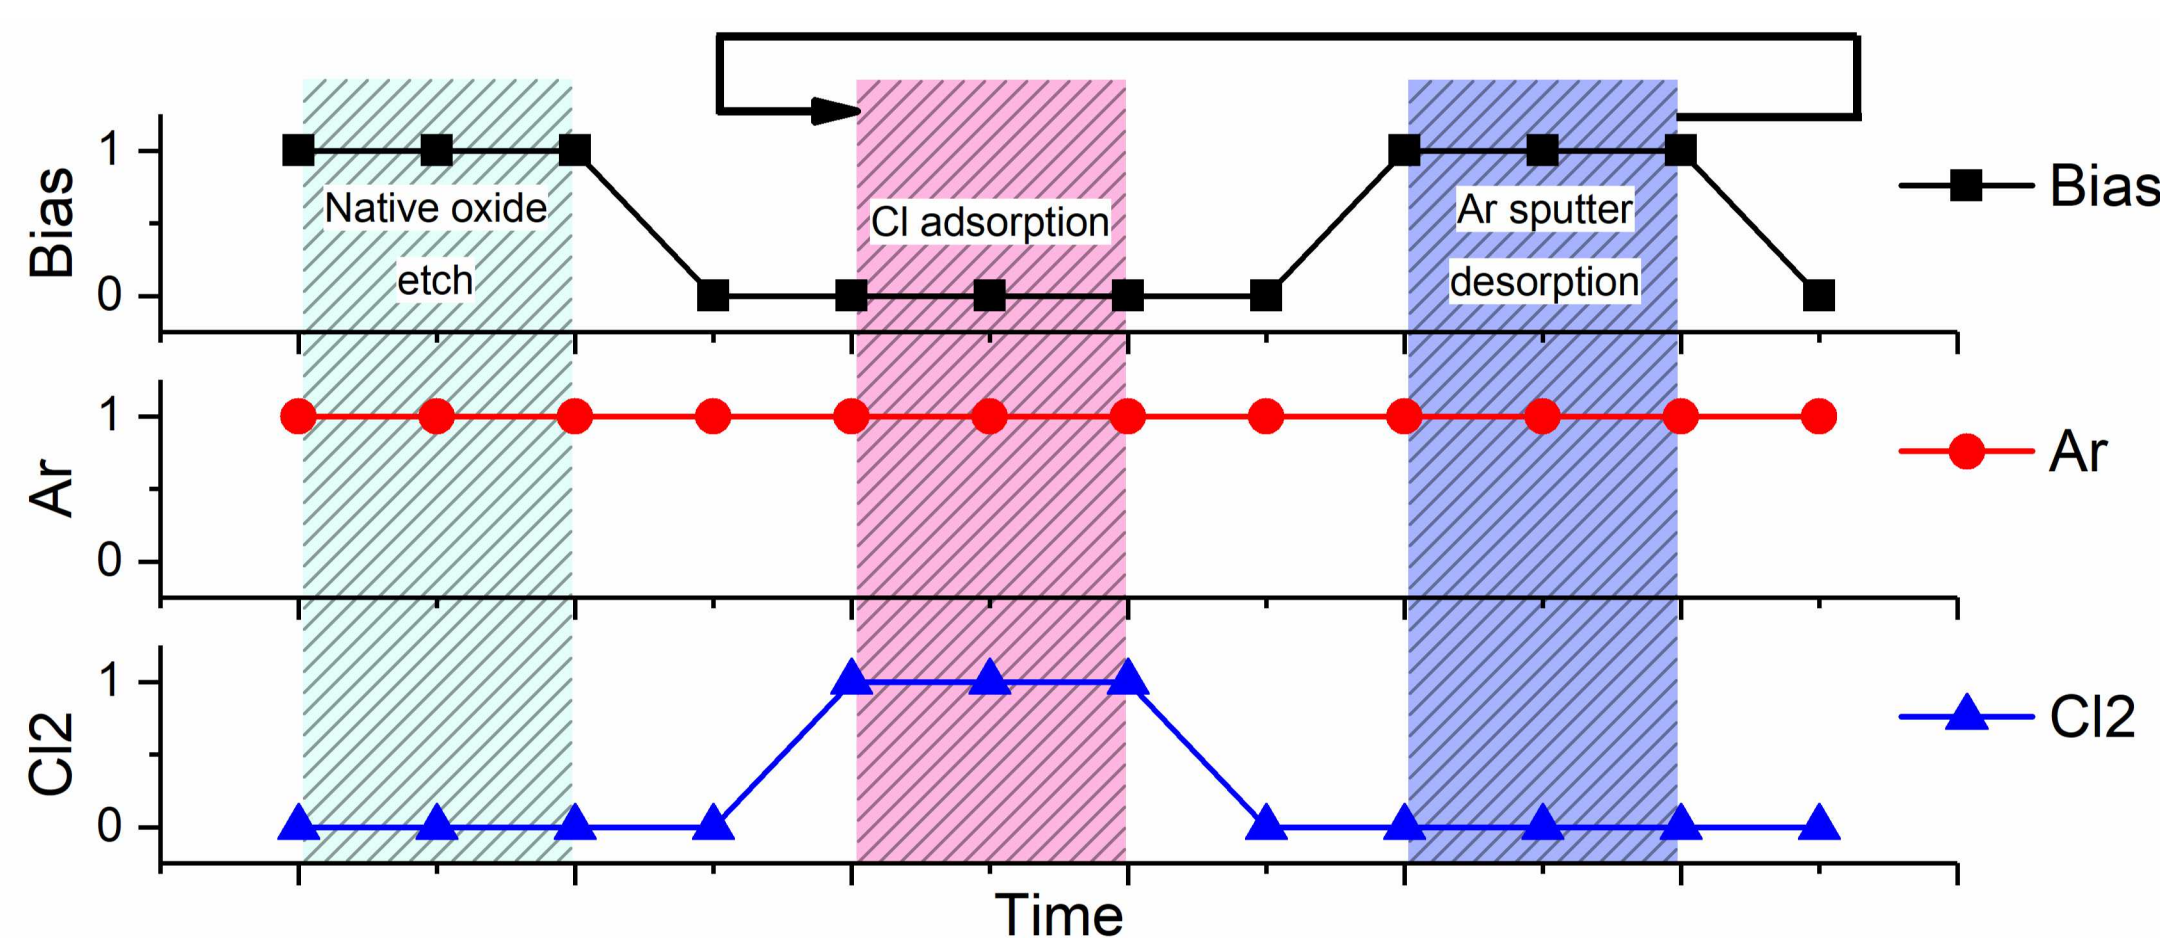 Bias
1
0
Native oxide
etch
Cl adsorption
Ar sputter
desorption
Bias
Ar
1
0
Ar
Cl2
1
0
Cl2
Time